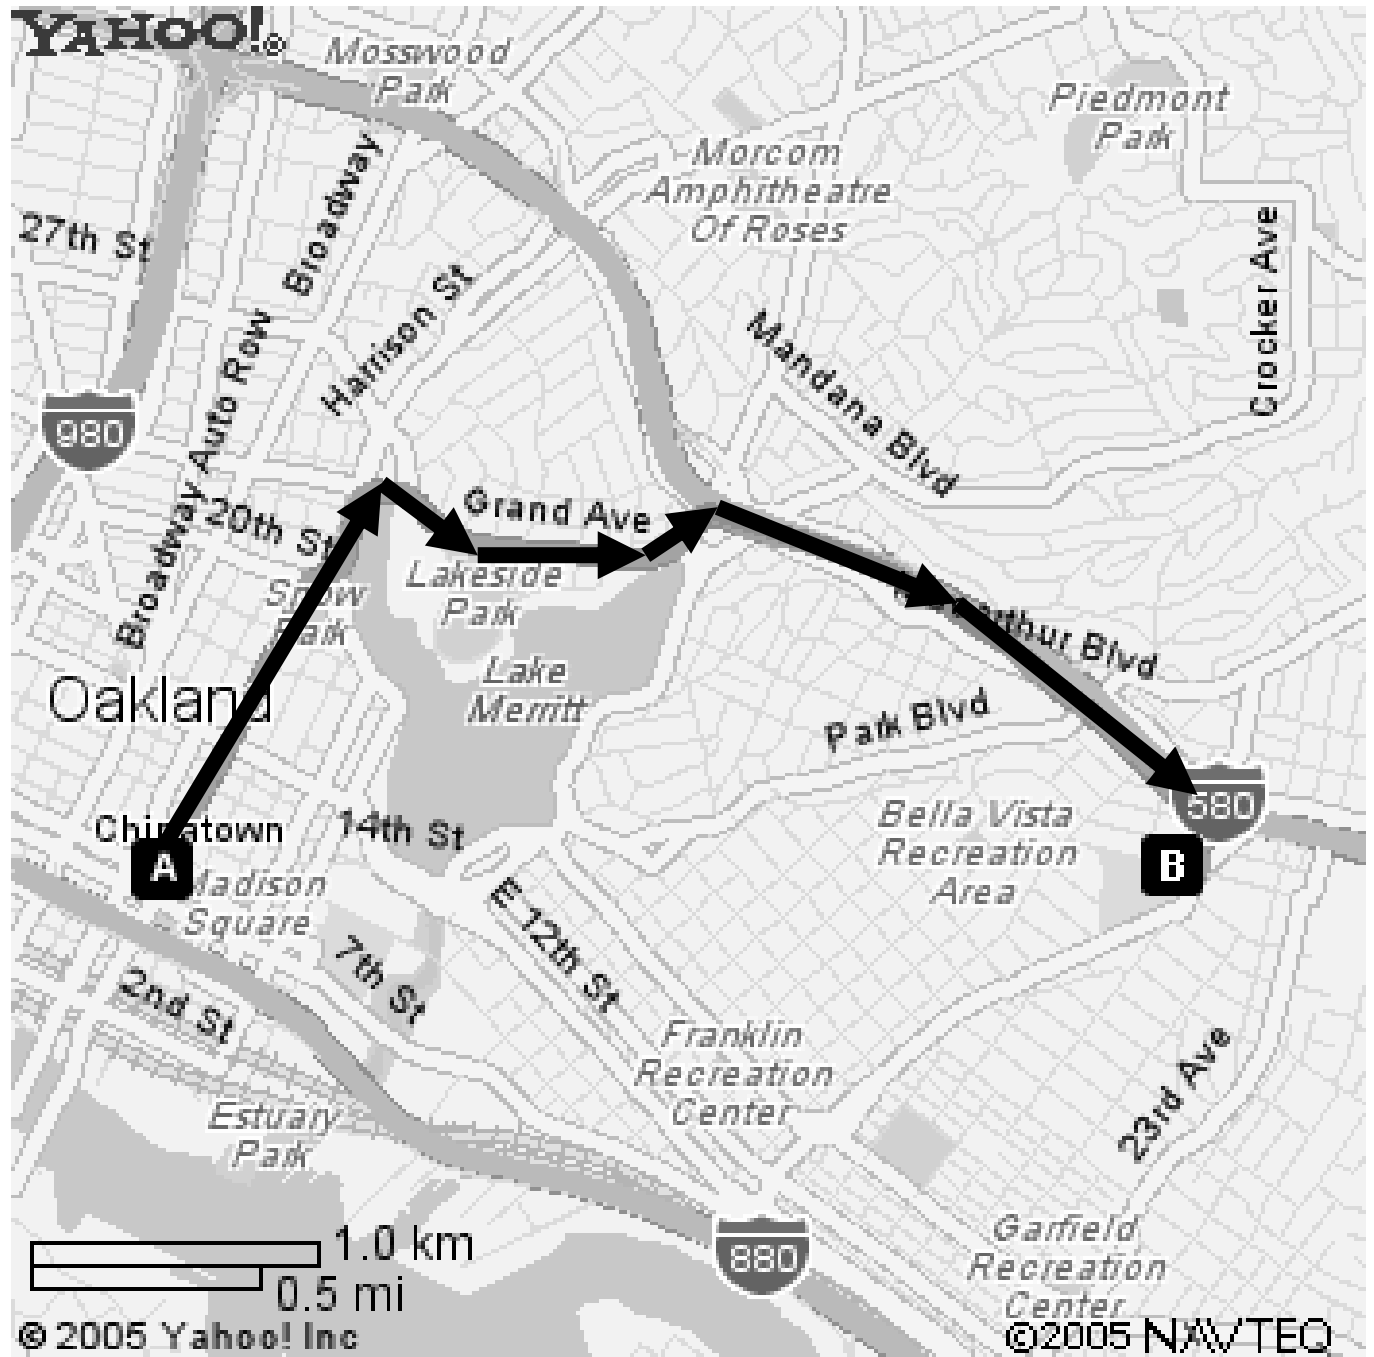 YAHOO!®
Mosswood
Park
Piedmont
Park
Morcom
Amphitheatre
Of Roses
27th St
Broadway
Harrison St
Crocker Ave
Mandana Blvd
980
Broadway Auto Row
20th St
Grand Ave
Lakeside
Park
Snow
Park
Lake
Merritt
Oakland
Park Blvd
580
Bella Vista
Recreation
Area
Chinatown
14th St
A
B
Madison
Square
E 12th St
7th St
2nd St
Franklin
Recreation
Center
23rd Ave
Estuary
Park
880
Garfield
Recreation
Center
1.0 km
0.5 mi
© 2005 Yahoo! Inc
©2005 NAVTEQ